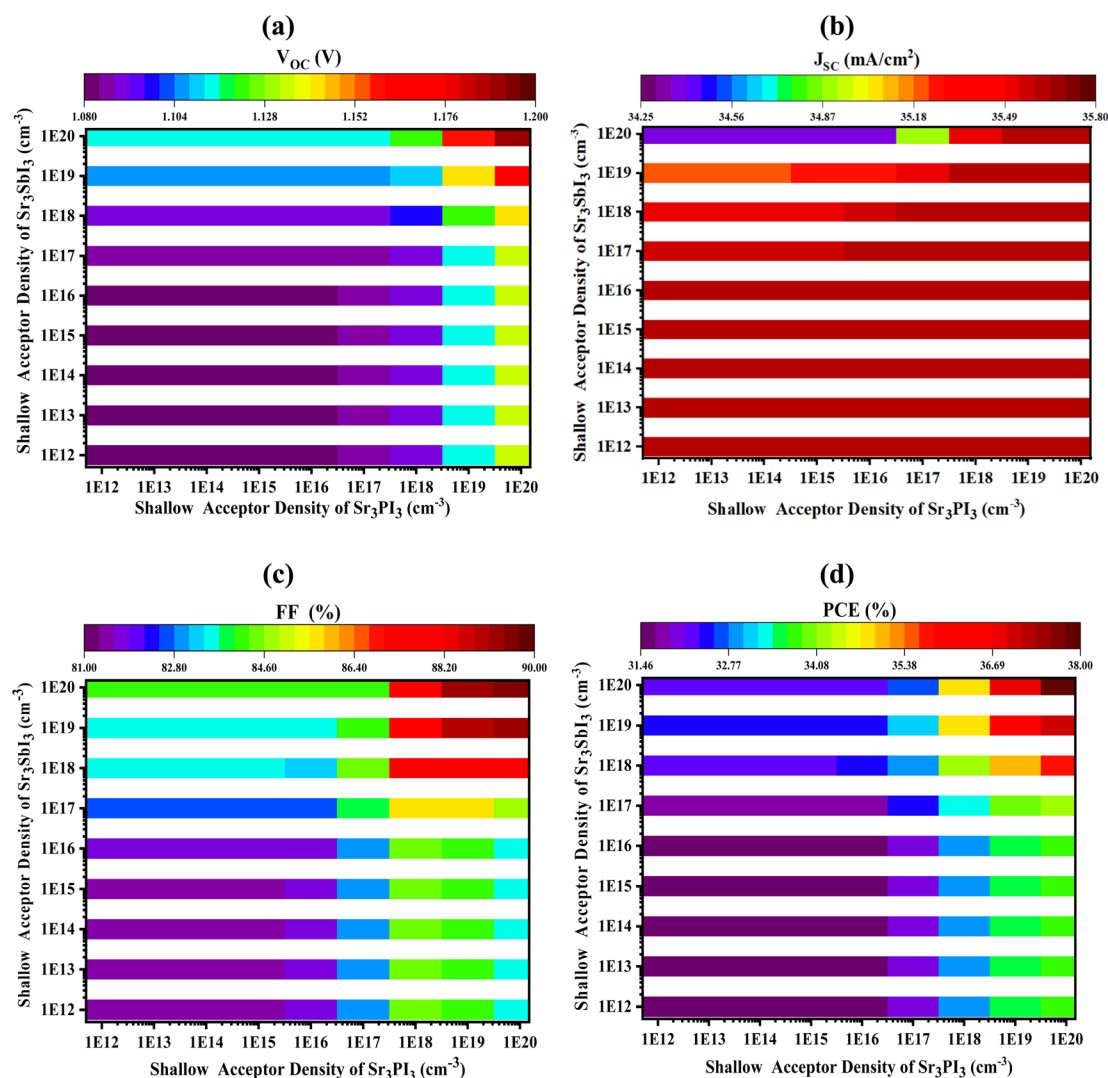 (a)
V_OC (V)
1.080 1.104 1.128 1.152 1.176 1.200
Shallow Acceptor Density of Sr3SbI3 (cm-3)
1E20
1E19
1E18
1E17
1E16
1E15
1E14
1E13
1E12
1E12 1E13 1E14 1E15 1E16 1E17 1E18 1E19 1E20
Shallow Acceptor Density of Sr3PI3 (cm-3)
(b)
J_SC (mA/cm2)
34.25 34.56 34.87 35.18 35.49 35.80
Shallow Acceptor Density of Sr3SbI3 (cm-3)
1E20
1E19
1E18
1E17
1E16
1E15
1E14
1E13
1E12
1E12 1E13 1E14 1E15 1E16 1E17 1E18 1E19 1E20
Shallow Acceptor Density of Sr3PI3 (cm-3)
(c)
FF (%)
81.00 82.80 84.60 86.40 88.20 90.00
Shallow Acceptor Density of Sr3SbI3 (cm-3)
1E20
1E19
1E18
1E17
1E16
1E15
1E14
1E13
1E12
1E12 1E13 1E14 1E15 1E16 1E17 1E18 1E19 1E20
Shallow Acceptor Density of Sr3PI3 (cm-3)
(d)
PCE (%)
31.46 32.77 34.08 35.38 36.69 38.00
Shallow Acceptor Density of Sr3SbI3 (cm-3)
1E20
1E19
1E18
1E17
1E16
1E15
1E14
1E13
1E12
1E12 1E13 1E14 1E15 1E16 1E17 1E18 1E19 1E20
Shallow Acceptor Density of Sr3PI3 (cm-3)